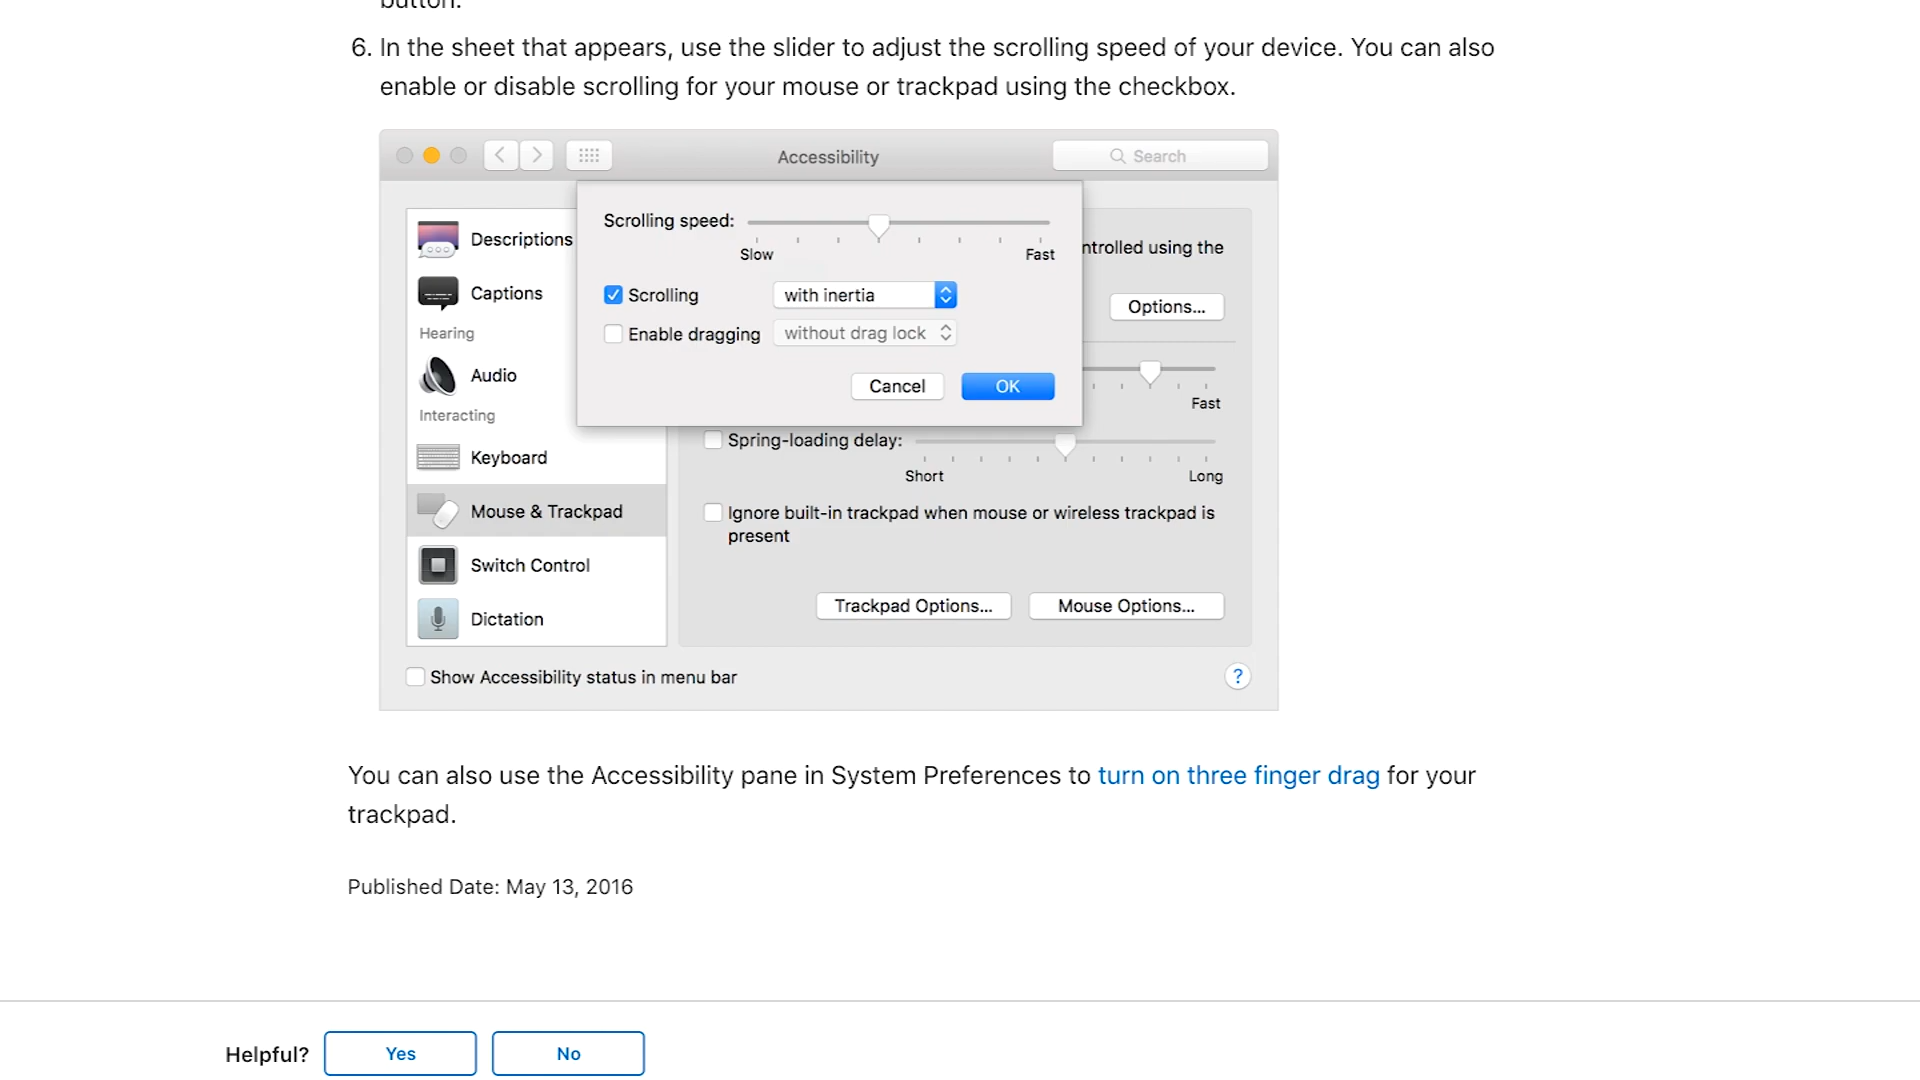 button.
6. In the sheet that appears, use the slider to adjust the scrolling speed of your device. You can also
enable or disable scrolling for your mouse or trackpad using the checkbox.
Accessibility
Search
Scrolling speed:
Slow
Fast
Scrolling
with inertia
Enable dragging
without drag lock
Cancel
OK
Descriptions
Captions
Hearing
Audio
Interacting
Keyboard
Mouse & Trackpad
Switch Control
Dictation
ntrolled using the
Options...
Fast
Spring-loading delay:
Short
Long
Ignore built-in trackpad when mouse or wireless trackpad is
present
Trackpad Options...
Mouse Options...
Show Accessibility status in menu bar
?
You can also use the Accessibility pane in System Preferences to turn on three finger drag for your
trackpad.
Published Date: May 13, 2016
Helpful?
Yes
No